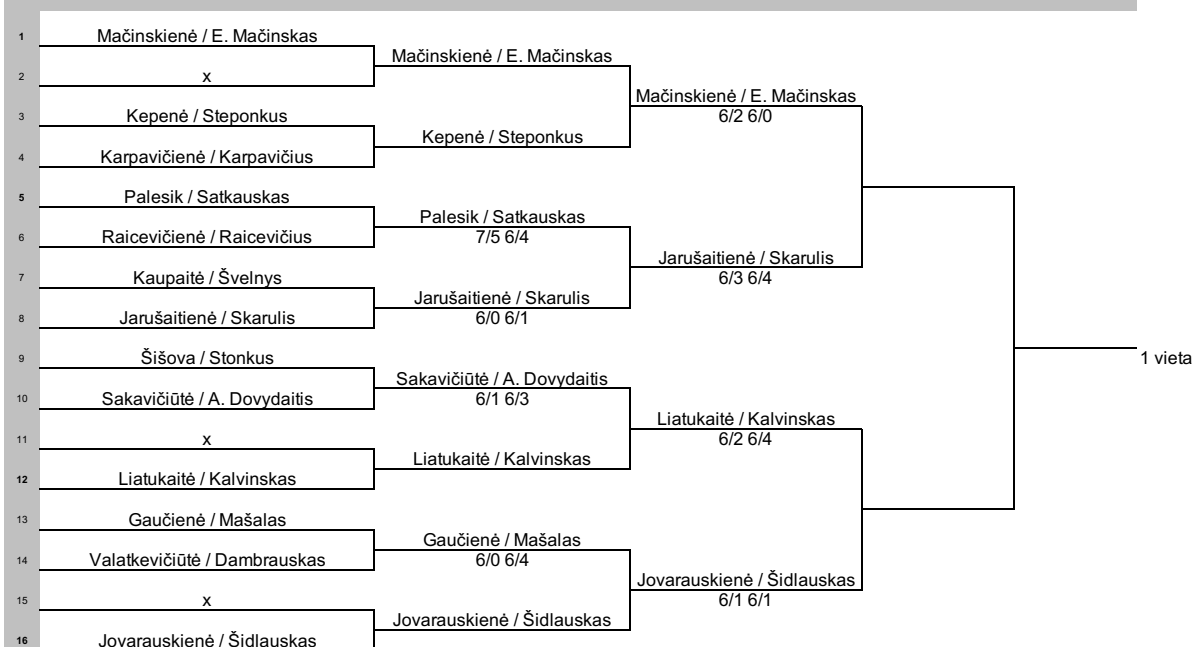 1 Mačinskienė / E. Mačinskas
Mačinskienė / E. Mačinskas
2 x
Mačinskienė / E. Mačinskas
6/2 6/0
3 Kepenė / Steponkus
Kepenė / Steponkus
4 Karpavičienė / Karpavičius
5 Palesik / Satkauskas
Palesik / Satkauskas
7/5 6/4
6 Raicevičienė / Raicevičius
Jarušaitienė / Skarulis
6/3 6/4
7 Kaupaitė / Švelnys
Jarušaitienė / Skarulis
6/0 6/1
8 Jarušaitienė / Skarulis
1 vieta
9 Šišova / Stonkus
Sakavičiūtė / A. Dovydaitis
6/1 6/3
10 Sakavičiūtė / A. Dovydaitis
Liatukaitė / Kalvinskas
6/2 6/4
11 x
Liatukaitė / Kalvinskas
12 Liatukaitė / Kalvinskas
13 Gaučienė / Mašalas
Gaučienė / Mašalas
6/0 6/4
14 Valatkevičiūtė / Dambrauskas
Jovarauskienė / Šidlauskas
6/1 6/1
15 x
Jovarauskienė / Šidlauskas
16 Jovarauskienė / Šidlauskas